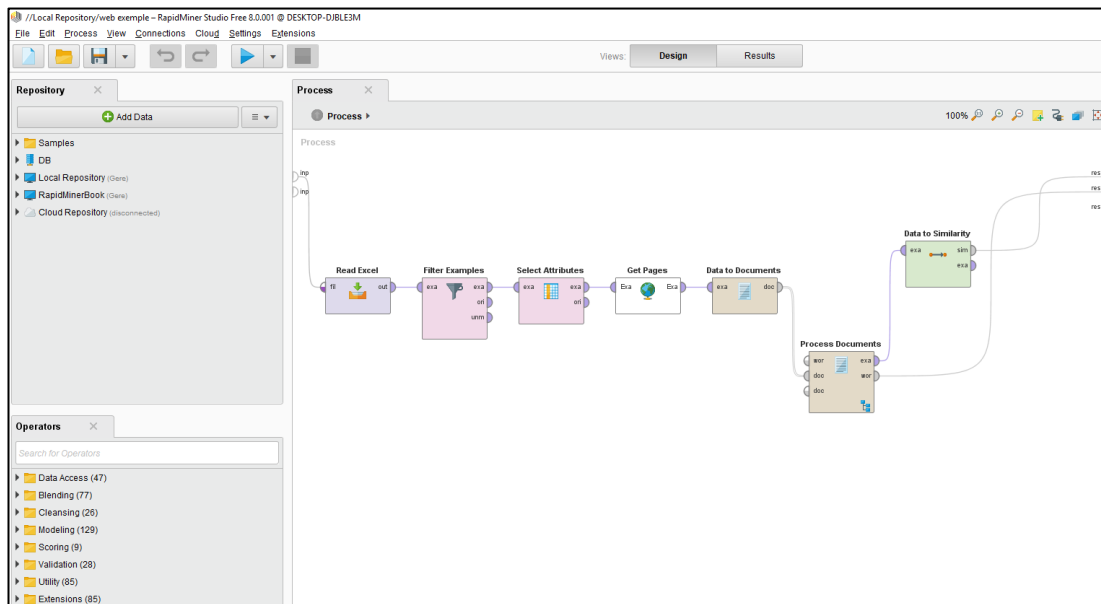 //Local Repository/web exemple – RapidMiner Studio Free 8.0.001 @ DESKTOP-DJBLE3M
File Edit Process View Connections Cloud Settings Extensions
Views: Design Results
Repository
Add Data
Samples
DB
Local Repository (Gere)
RapidMinerBook (Gere)
Cloud Repository (disconnected)
Operators
Search for Operators
Data Access (47)
Blending (77)
Cleansing (26)
Modeling (129)
Scoring (9)
Validation (28)
Utility (85)
Extensions (85)
Process
Process
100%
Process
inp
inp
res
res
res
Read Excel
fil out
Filter Examples
exa exa
ori
unm
Select Attributes
exa exa
ori
Get Pages
Exa Exa
Data to Documents
exa doc
Process Documents
wor exa
doc wor
doc
Data to Similarity
exa sim
exa